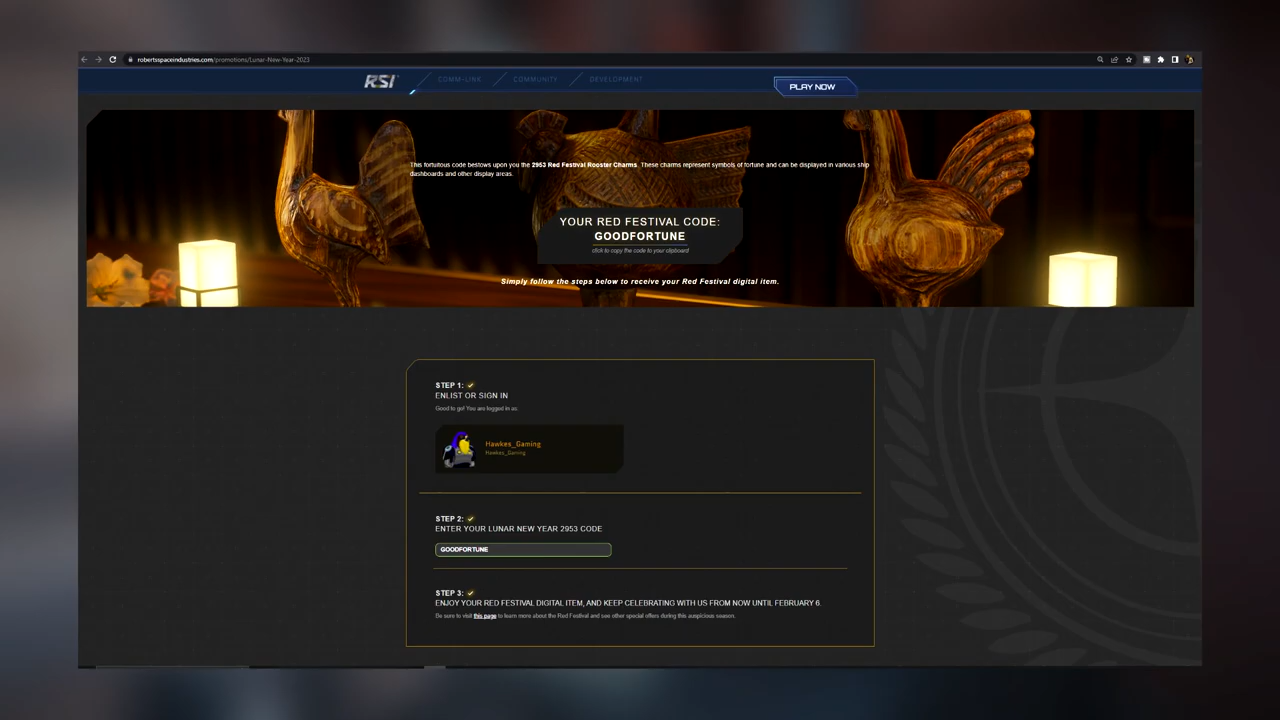 robertsspaceindustries.com/promotions/Lunar-New-Year-2023
RSI
COMM-LINK
COMMUNITY
DEVELOPMENT
PLAY NOW
This fortuitous code bestows upon you the 2953 Red Festival Rooster Charms. These charms represent symbols of fortune and can be displayed in various ship
dashboards and other display areas.
YOUR RED FESTIVAL CODE:
GOODFORTUNE
click to copy the code to your clipboard
Simply follow the steps below to receive your Red Festival digital item.
STEP 1:
ENLIST OR SIGN IN
Good to go! You are logged in as:
Hawkes_Gaming
Hawkes_Gaming
STEP 2:
ENTER YOUR LUNAR NEW YEAR 2953 CODE
GOODFORTUNE
STEP 3:
ENJOY YOUR RED FESTIVAL DIGITAL ITEM, AND KEEP CELEBRATING WITH US FROM NOW UNTIL FEBRUARY 6.
Be sure to visit this page to learn more about the Red Festival and see other special offers during this auspicious season.